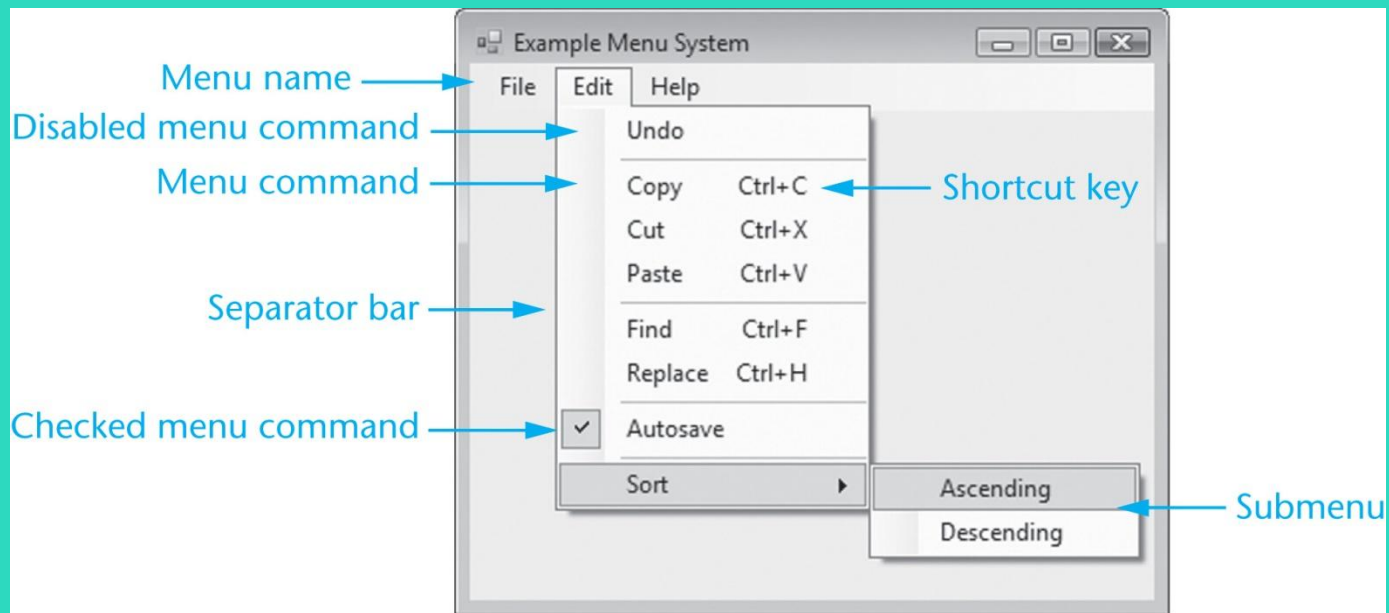 Example Menu System
Menu name
File Edit Help
Disabled menu command
Undo
Menu command
Copy Ctrl+C
Shortcut key
Cut Ctrl+X
Paste Ctrl+V
Separator bar
Find Ctrl+F
Replace Ctrl+H
Checked menu command
Autosave
Sort
Ascending
Submenu
Descending